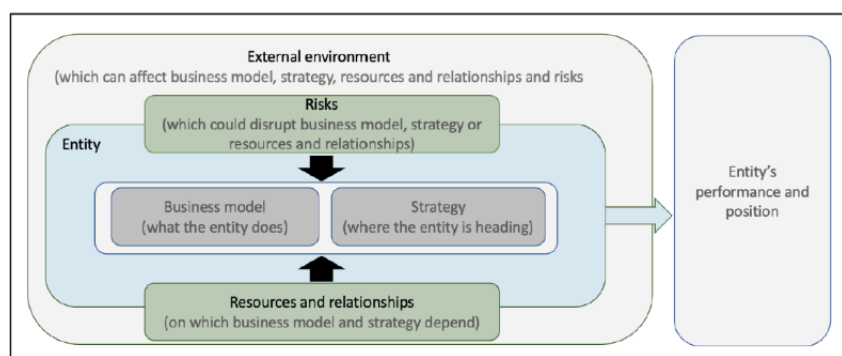 External environment
(which can affect business model, strategy, resources and relationships and risks
Risks
(which could disrupt business model, strategy or
resources and relationships)
Entity
Business model
(what the entity does)
Strategy
(where the entity is heading)
Resources and relationships
(on which business model and strategy depend)
Entity's
performance and
position